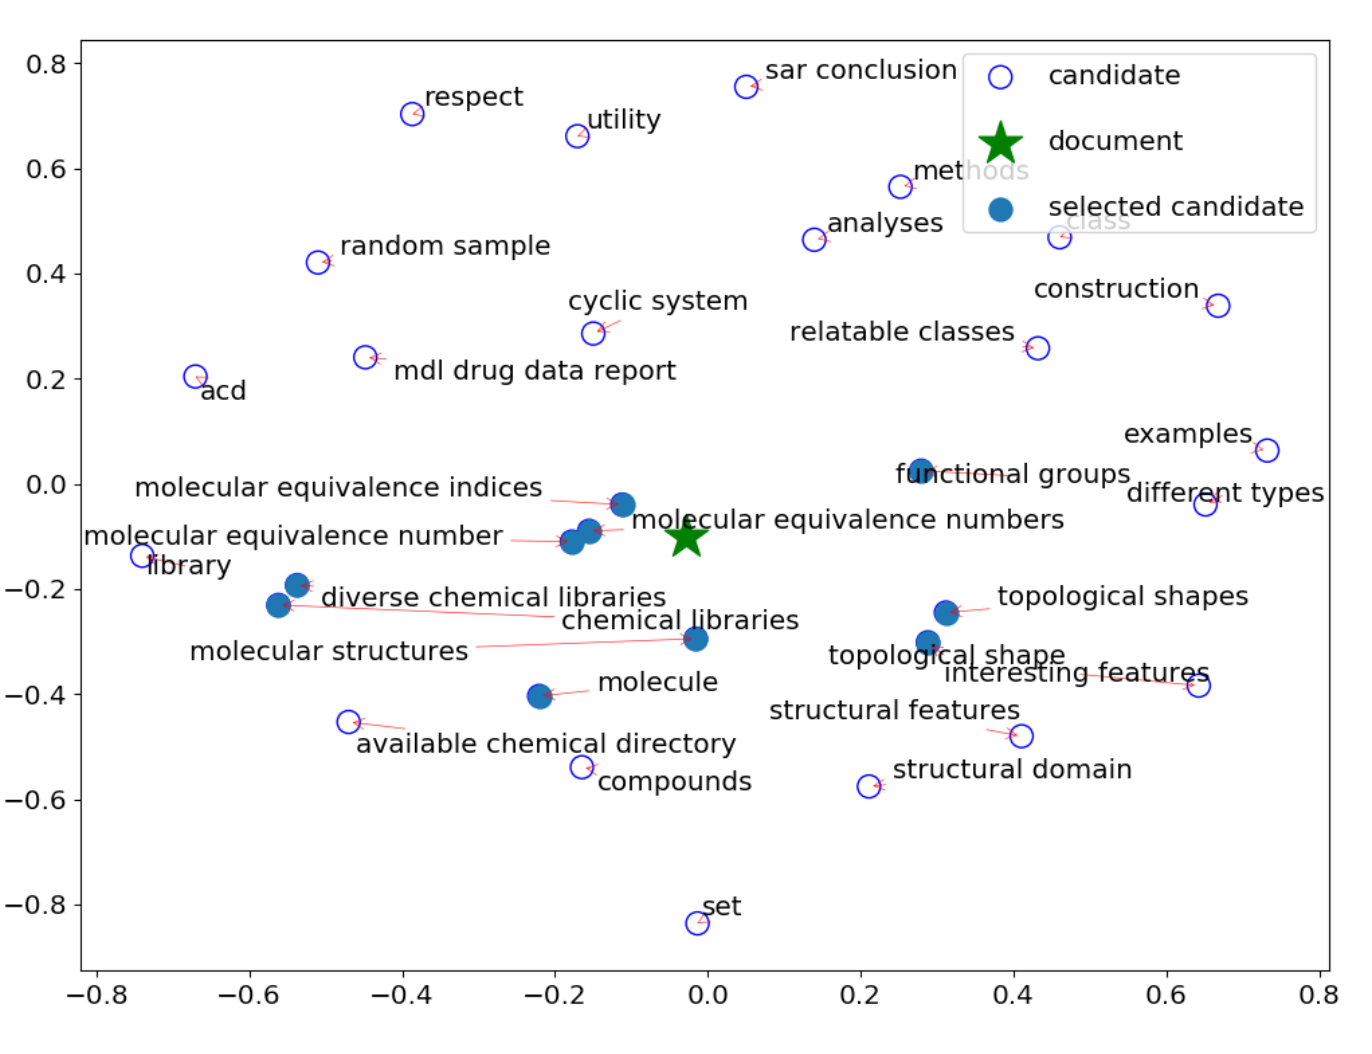 0.8
0.6
0.4
0.2
0.0
−0.2
−0.4
−0.6
−0.8
sar conclusion
respect
utility
methods
analyses
class
random sample
construction
cyclic system
relatable classes
mdl drug data report
acd
examples
functional groups
molecular equivalence indices
different types
molecular equivalence numbers
molecular equivalence number
library
diverse chemical libraries
topological shapes
chemical libraries
molecular structures
topological shape
interesting features
molecule
structural features
available chemical directory
structural domain
compounds
set
candidate
document
selected candidate
−0.8 −0.6 −0.4 −0.2 0.0 0.2 0.4 0.6 0.8